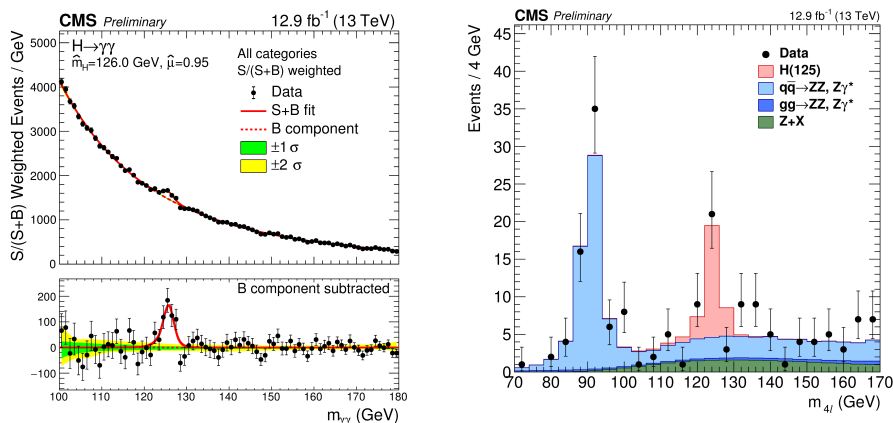 CMS Preliminary 12.9 fb⁻¹ (13 TeV)
S/(S+B) Weighted Events / GeV
5000
4000
3000
2000
1000
0
H→γγ
m̂_H=126.0 GeV, μ̂=0.95
All categories
S/(S+B) weighted
Data
S+B fit
B component
±1 σ
±2 σ
B component subtracted
200
100
0
−100
100 110 120 130 140 150 160 170 180
m_γγ (GeV)
CMS Preliminary 12.9 fb⁻¹ (13 TeV)
Events / 4 GeV
45
40
35
30
25
20
15
10
5
0
Data
H(125)
qq̅→ZZ, Zγ*
gg→ZZ, Zγ*
Z+X
70 80 90 100 110 120 130 140 150 160 170
m_4l (GeV)